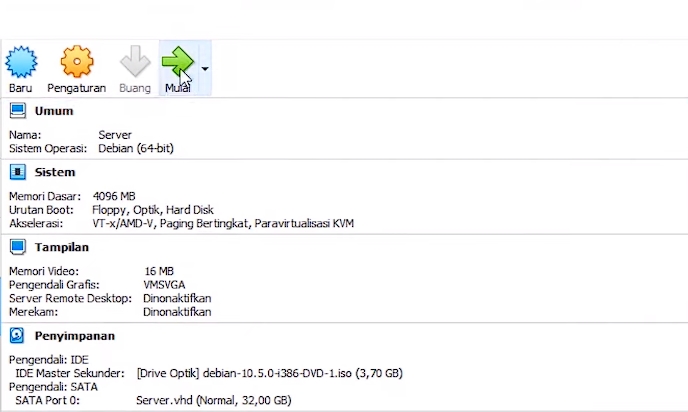 Baru Pengaturan Buang Mulai
Umum
Nama: Server
Sistem Operasi: Debian (64-bit)
Sistem
Memori Dasar: 4096 MB
Urutan Boot: Floppy, Optik, Hard Disk
Akselerasi: VT-x/AMD-V, Paging Bertingkat, Paravirtualisasi KVM
Tampilan
Memori Video: 16 MB
Pengendali Grafis: VMSVGA
Server Remote Desktop: Dinonaktifkan
Merekam: Dinonaktifkan
Penyimpanan
Pengendali: IDE
IDE Master Sekunder: [Drive Optik] debian-10.5.0-i386-DVD-1.iso (3,70 GB)
Pengendali: SATA
SATA Port 0: Server.vhd (Normal, 32,00 GB)